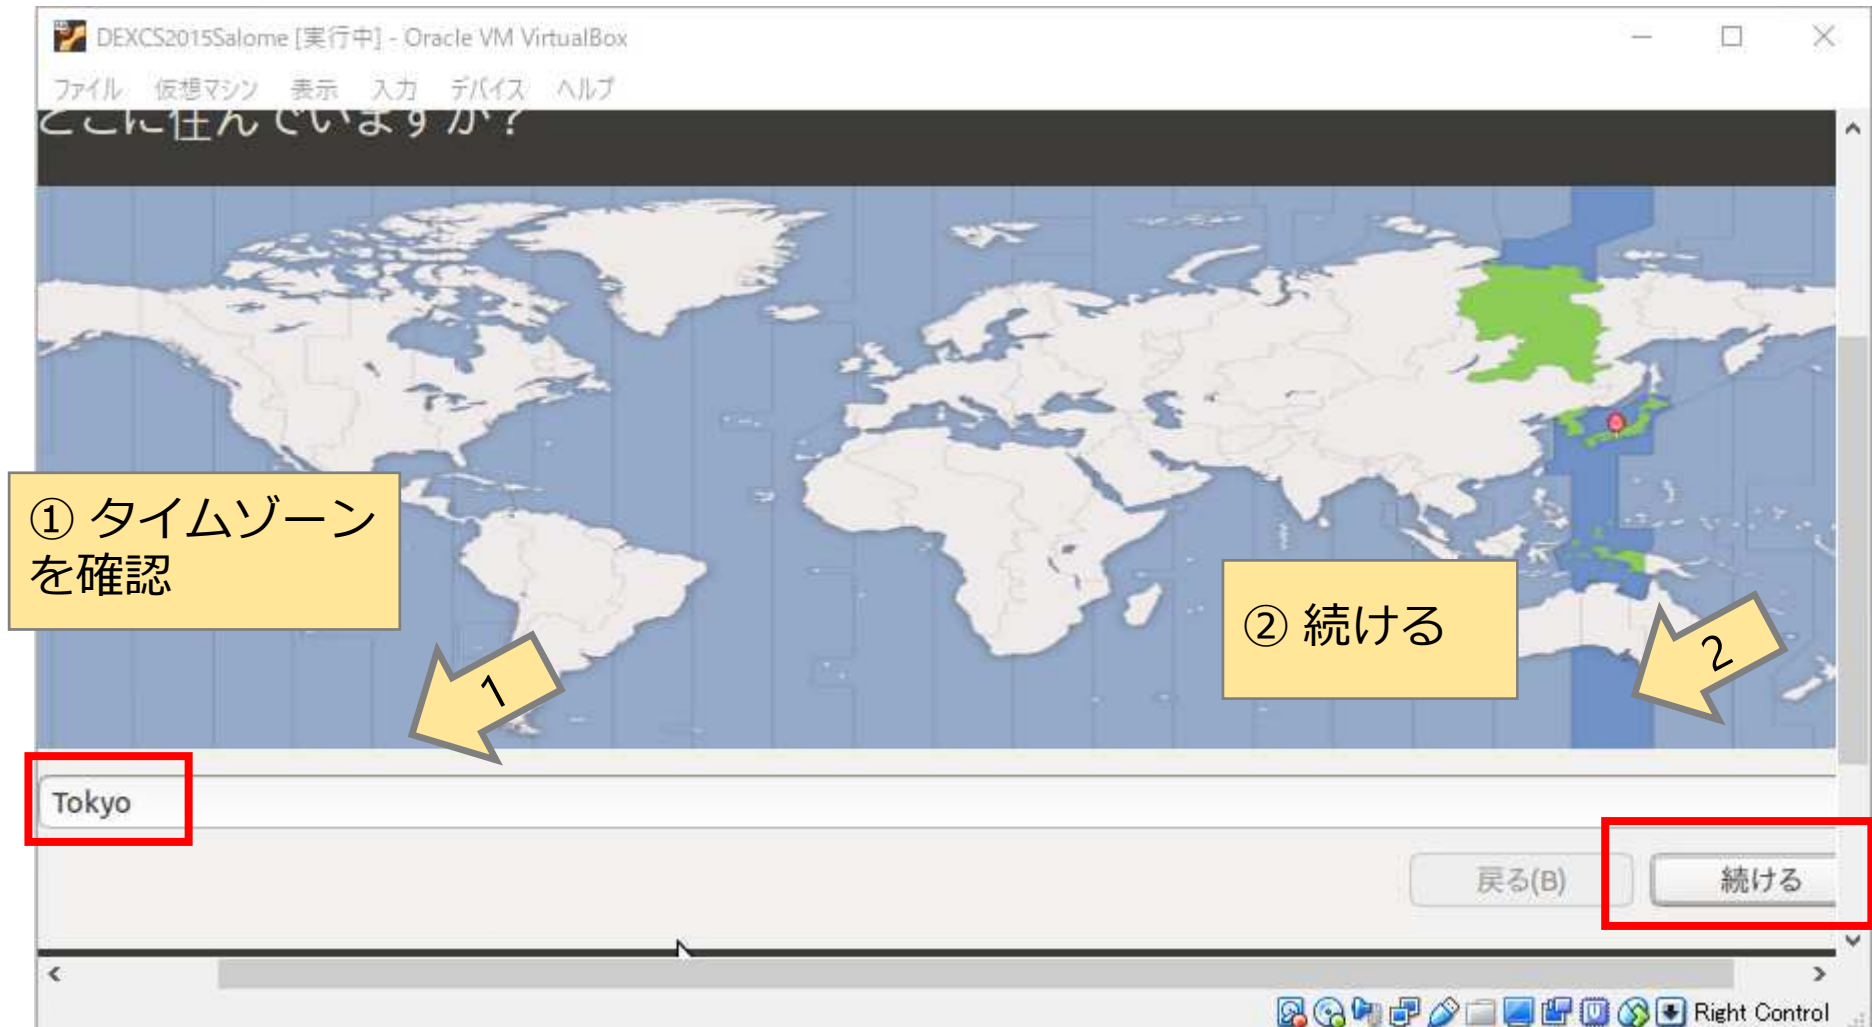 DEXCS2015Salome [実行中] - Oracle VM VirtualBox
ファイル 仮想マシン 表示 入力 デバイス ヘルプ
どこに住んでいますか?
① タイムゾーン
を確認
② 続ける
1
2
Tokyo
戻る(B)
続ける
Right Control